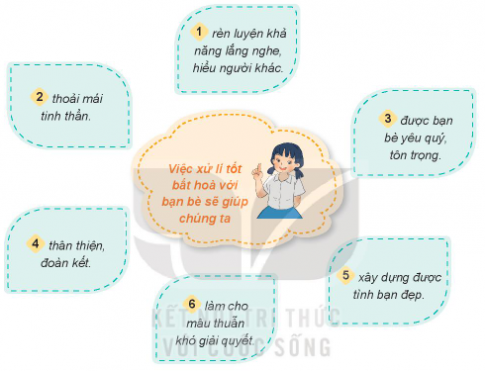 1 rèn luyện khả
năng lắng nghe,
hiểu người khác.
2 thoải mái
tinh thần.
3 được bạn
bè yêu quý,
tôn trọng.
Việc xử lí tốt
bất hoà với
bạn bè sẽ giúp
chúng ta
4 thân thiện,
đoàn kết.
5 xây dựng được
tình bạn đẹp.
6 làm cho
mâu thuẫn
khó giải quyết.
KẾT NỐI TRI THỨC
VỚI CUỘC SỐNG